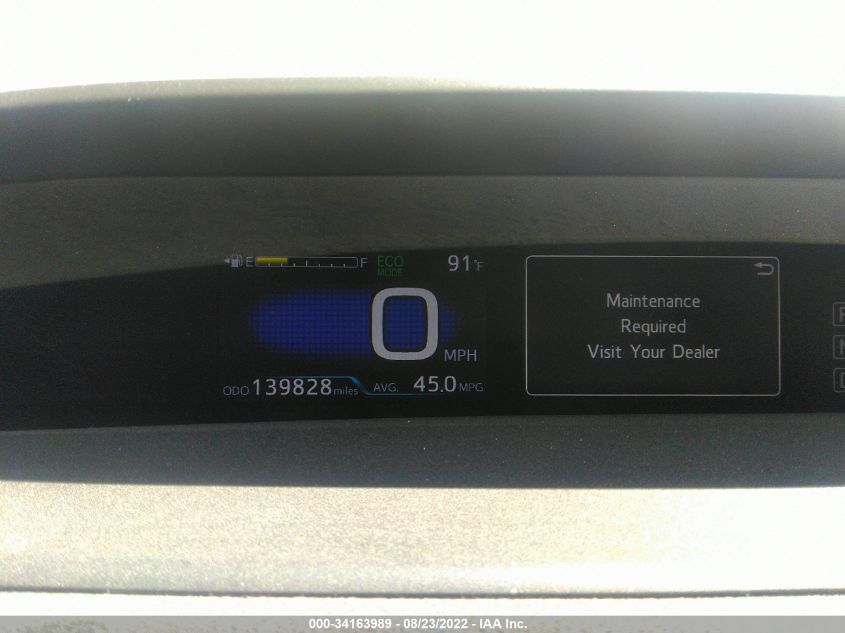 E F ECO MODE 91°F
0 MPH
ODO 139828 miles AVG. 45.0 MPG
Maintenance
Required
Visit Your Dealer
N
000-34163989 - 08/23/2022 - IAA Inc.